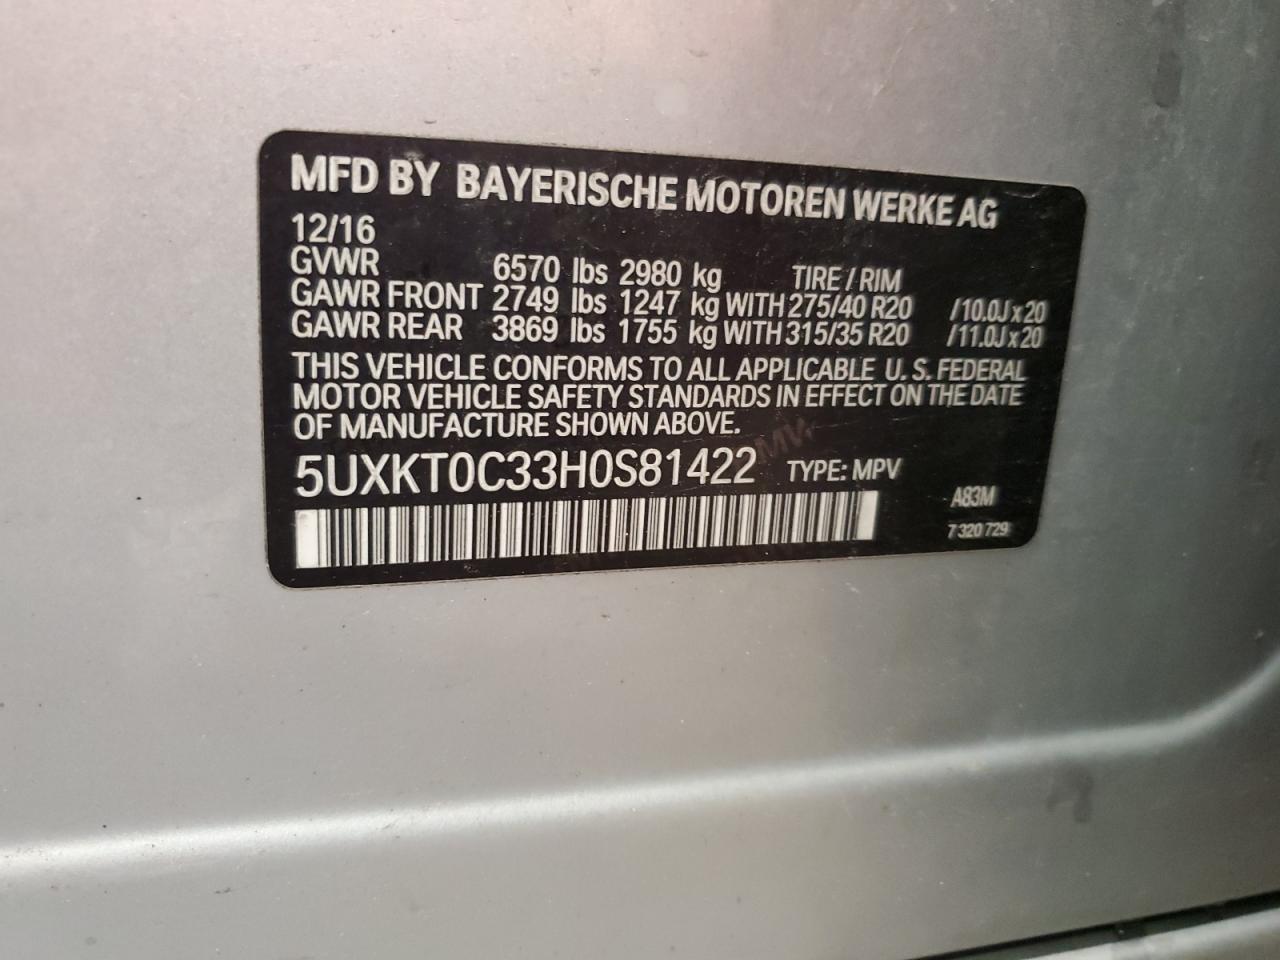 MFD BY BAYERISCHE MOTOREN WERKE AG
12/16
GVWR 6570 lbs 2980 kg TIRE / RIM
GAWR FRONT 2749 lbs 1247 kg WITH 275/40 R20 /10.0J x 20
GAWR REAR 3869 lbs 1755 kg WITH 315/35 R20 /11.0J x 20
THIS VEHICLE CONFORMS TO ALL APPLICABLE U. S. FEDERAL
MOTOR VEHICLE SAFETY STANDARDS IN EFFECT ON THE DATE
OF MANUFACTURE SHOWN ABOVE.
5UXKT0C33H0S81422 TYPE: MPV
A83M
7 320 729